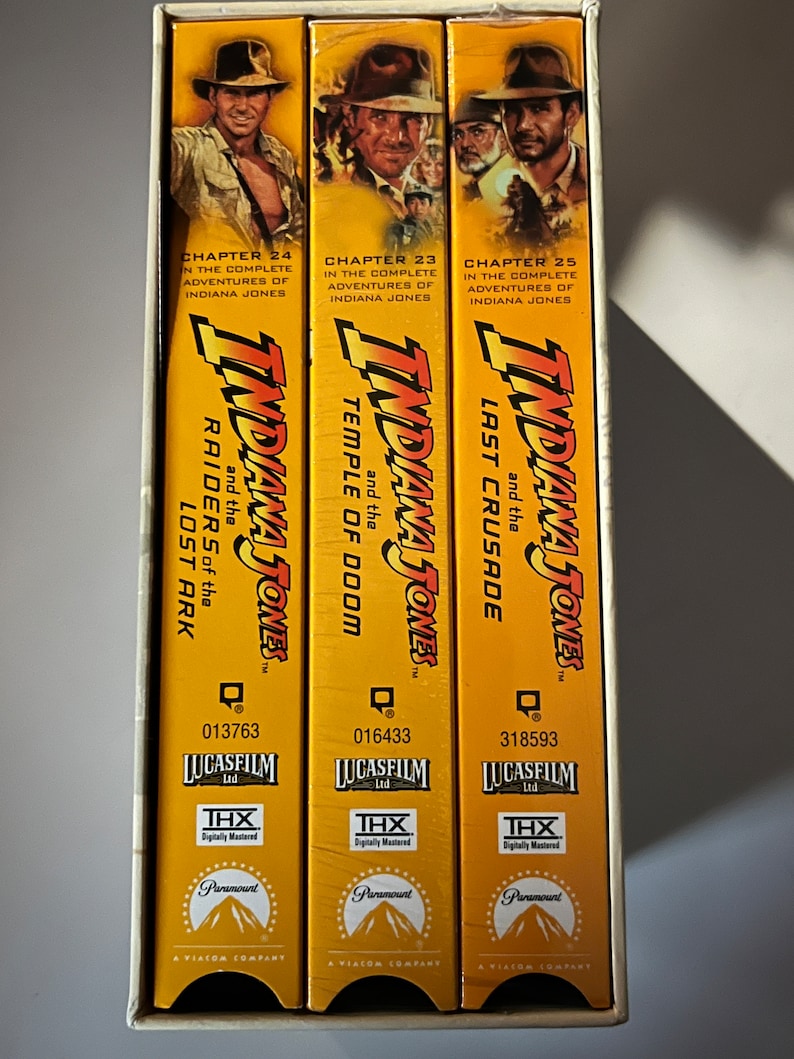 CHAPTER 24
IN THE COMPLETE
ADVENTURES OF
INDIANA JONES
INDIANA JONES™
and the
RAIDERS of the
LOST ARK
®
013763
LUCASFILM
Ltd
THX
Digitally Mastered
Paramount
®
A VIACOM COMPANY
CHAPTER 23
IN THE COMPLETE
ADVENTURES OF
INDIANA JONES
INDIANA JONES™
and the
TEMPLE OF DOOM
®
016433
LUCASFILM
Ltd
THX
Digitally Mastered
Paramount
®
A VIACOM COMPANY
CHAPTER 25
IN THE COMPLETE
ADVENTURES OF
INDIANA JONES
INDIANA JONES™
and the
LAST CRUSADE
®
318593
LUCASFILM
Ltd
THX
Digitally Mastered
Paramount
®
A VIACOM COMPANY